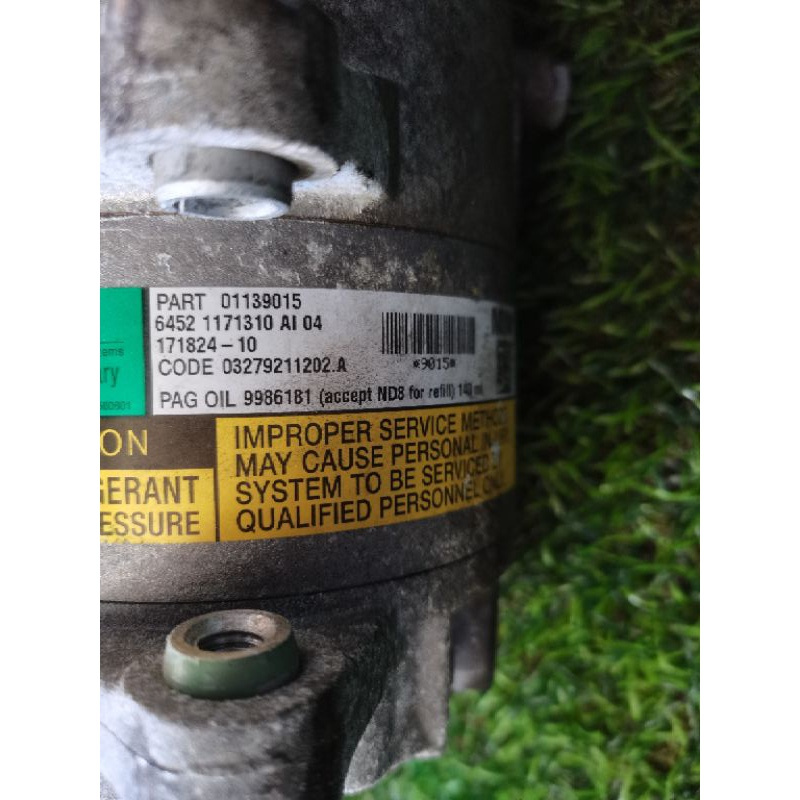 PART 01139015
6452 1171310 AI 04
171824-10
CODE 03279211202.A
*9015*
PAG OIL 9986181 (accept ND8 for refill) 140 ml
ON
IMPROPER SERVICE METHODS
MAY CAUSE PERSONAL
GERANT
SYSTEM TO BE SERVICED
ESSURE
QUALIFIED PERSONNEL ONLY